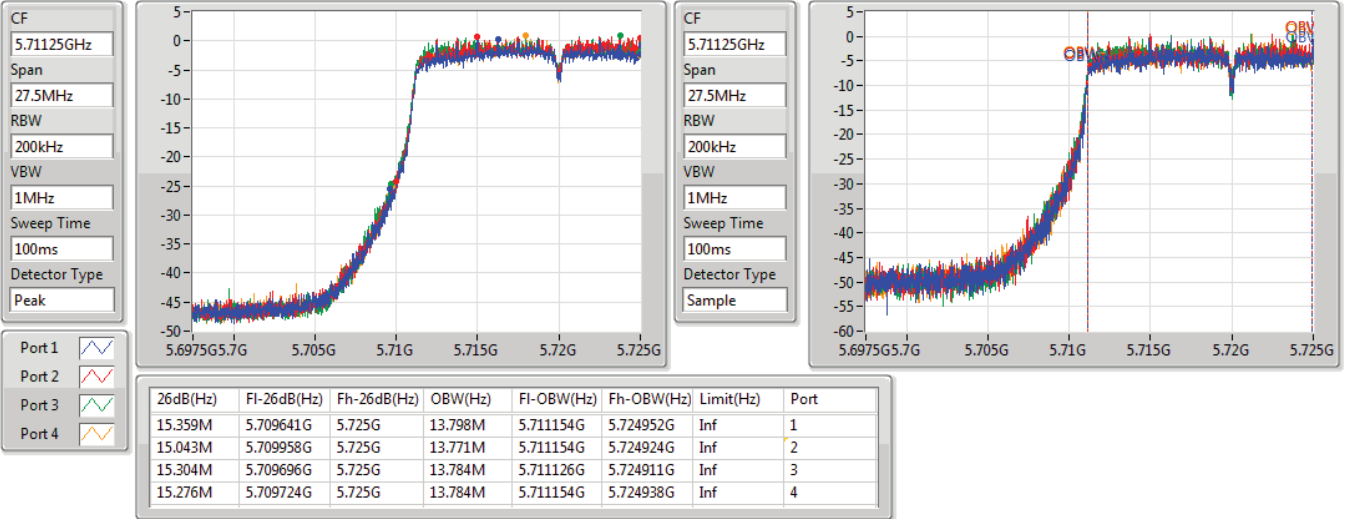 CF
5.71125GHz
Span
27.5MHz
RBW
200kHz
VBW
1MHz
Sweep Time
100ms
Detector Type
Peak
5
0
-5
-10
-15
-20
-25
-30
-35
-40
-45
-50
5.6975G 5.7G 5.705G 5.71G 5.715G 5.72G 5.725G
CF
5.71125GHz
Span
27.5MHz
RBW
200kHz
VBW
1MHz
Sweep Time
100ms
Detector Type
Sample
5
0
-5
-10
-15
-20
-25
-30
-35
-40
-45
-50
-55
-60
OBW
OBW
5.6975G 5.7G 5.705G 5.71G 5.715G 5.72G 5.725G
Port 1
Port 2
Port 3
Port 4
26dB(Hz) Fl-26dB(Hz) Fh-26dB(Hz) OBW(Hz) Fl-OBW(Hz) Fh-OBW(Hz) Limit(Hz) Port
15.359M 5.709641G 5.725G 13.798M 5.711154G 5.724952G Inf 1
15.043M 5.709958G 5.725G 13.771M 5.711154G 5.724924G Inf 2
15.304M 5.709696G 5.725G 13.784M 5.711126G 5.724911G Inf 3
15.276M 5.709724G 5.725G 13.784M 5.711154G 5.724938G Inf 4